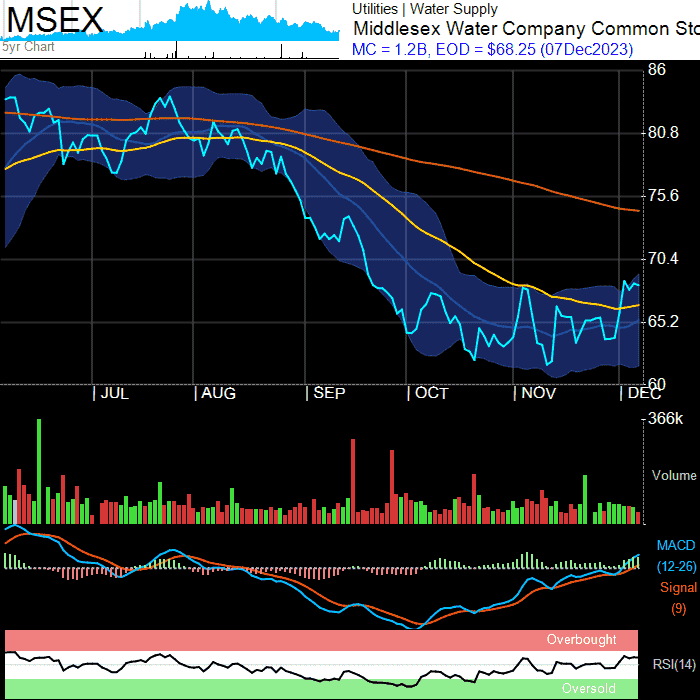 MSEX
5yr Chart
Utilities | Water Supply
Middlesex Water Company Common Sto
MC = 1.2B, EOD = $68.25 (07Dec2023)
86
80.8
75.6
70.4
65.2
60
JUL
AUG
SEP
OCT
NOV
DEC
366k
Volume
MACD
(12-26)
Signal
(9)
Overbought
RSI(14)
Oversold